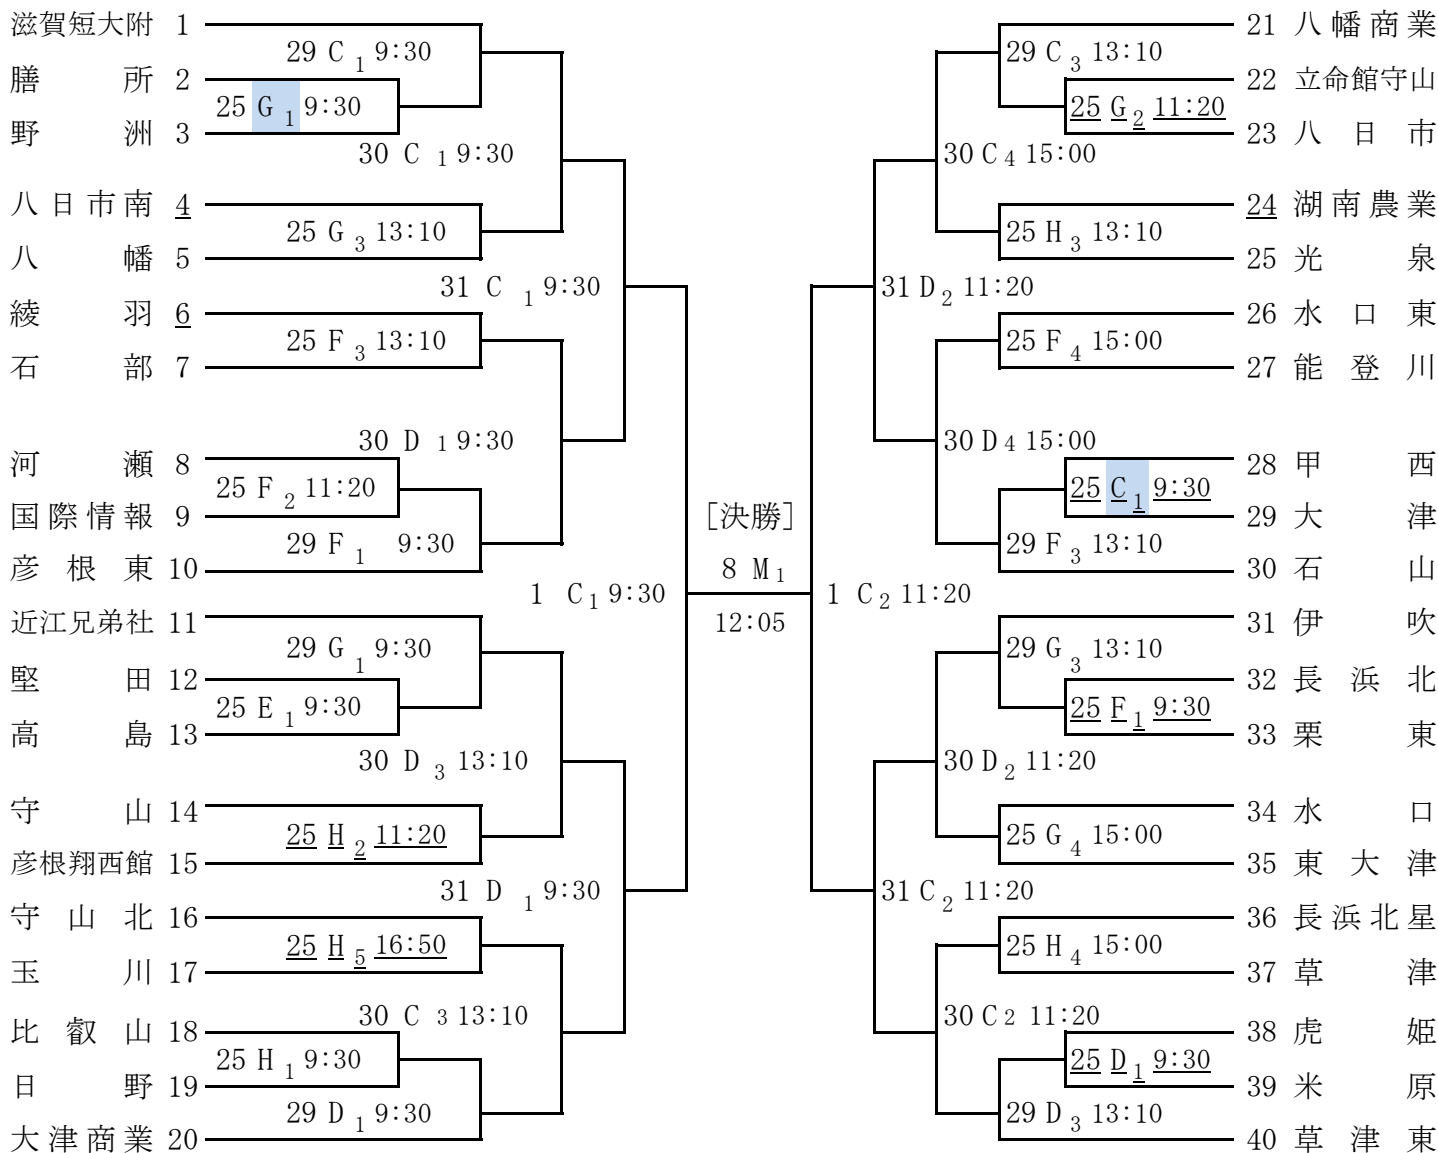 滋賀短大附 1
29 C 1 9:30
膳所 2
25 G 1 9:30
野洲 3
30 C 1 9:30
八日市南 4
25 G 3 13:10
八幡 5
31 C 1 9:30
綾羽 6
25 F 3 13:10
石部 7
30 D 1 9:30
河瀬 8
25 F 2 11:20
国際情報 9
29 F 1 9:30
彦根東 10
1 C 1 9:30
近江兄弟社 11
29 G 1 9:30
堅田 12
25 E 1 9:30
高島 13
30 D 3 13:10
守山 14
25 H 2 11:20
彦根翔西館 15
31 D 1 9:30
守山北 16
25 H 5 16:50
玉川 17
30 C 3 13:10
比叡山 18
25 H 1 9:30
日野 19
29 D 1 9:30
大津商業 20
[決勝]
8 M 1
12:05
21 八幡商業
29 C 3 13:10
22 立命館守山
25 G 2 11:20
23 八日市
30 C 4 15:00
24 湖南農業
25 H 3 13:10
25 光泉
31 D 2 11:20
26 水口東
25 F 4 15:00
27 能登川
30 D 4 15:00
28 甲西
25 C 1 9:30
29 大津
29 F 3 13:10
30 石山
1 C 2 11:20
31 伊吹
29 G 3 13:10
32 長浜北
25 F 1 9:30
33 栗東
30 D 2 11:20
34 水口
25 G 4 15:00
35 東大津
31 C 2 11:20
36 長浜北星
25 H 4 15:00
37 草津
30 C 2 11:20
38 虎姫
25 D 1 9:30
39 米原
29 D 3 13:10
40 草津東